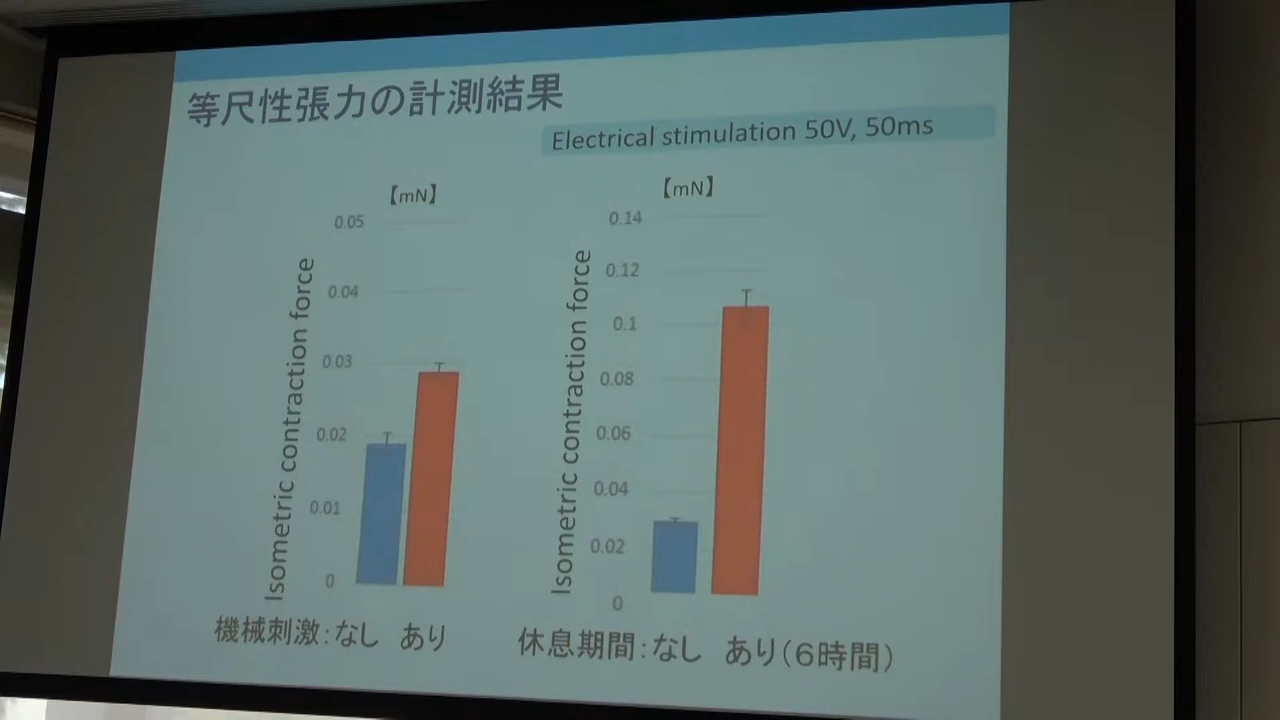 等尺性張力の計測結果
Electrical stimulation 50V, 50ms
【mN】
0.05
0.04
0.03
0.02
0.01
0
Isometric contraction force
機械刺激:なし あり
【mN】
0.14
0.12
0.1
0.08
0.06
0.04
0.02
0
Isometric contraction force
休息期間:なし あり(6時間)